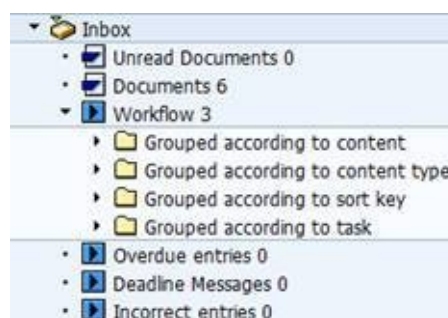 Inbox
Unread Documents 0
Documents 6
Workflow 3
Grouped according to content
Grouped according to content type
Grouped according to sort key
Grouped according to task
Overdue entries 0
Deadline Messages 0
Incorrect entries 0